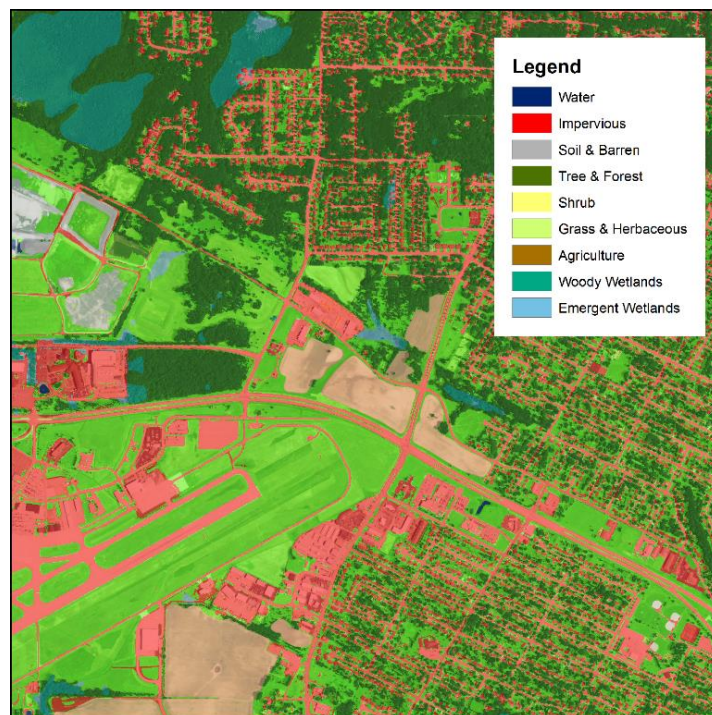 Legend
Water
Impervious
Soil & Barren
Tree & Forest
Shrub
Grass & Herbaceous
Agriculture
Woody Wetlands
Emergent Wetlands